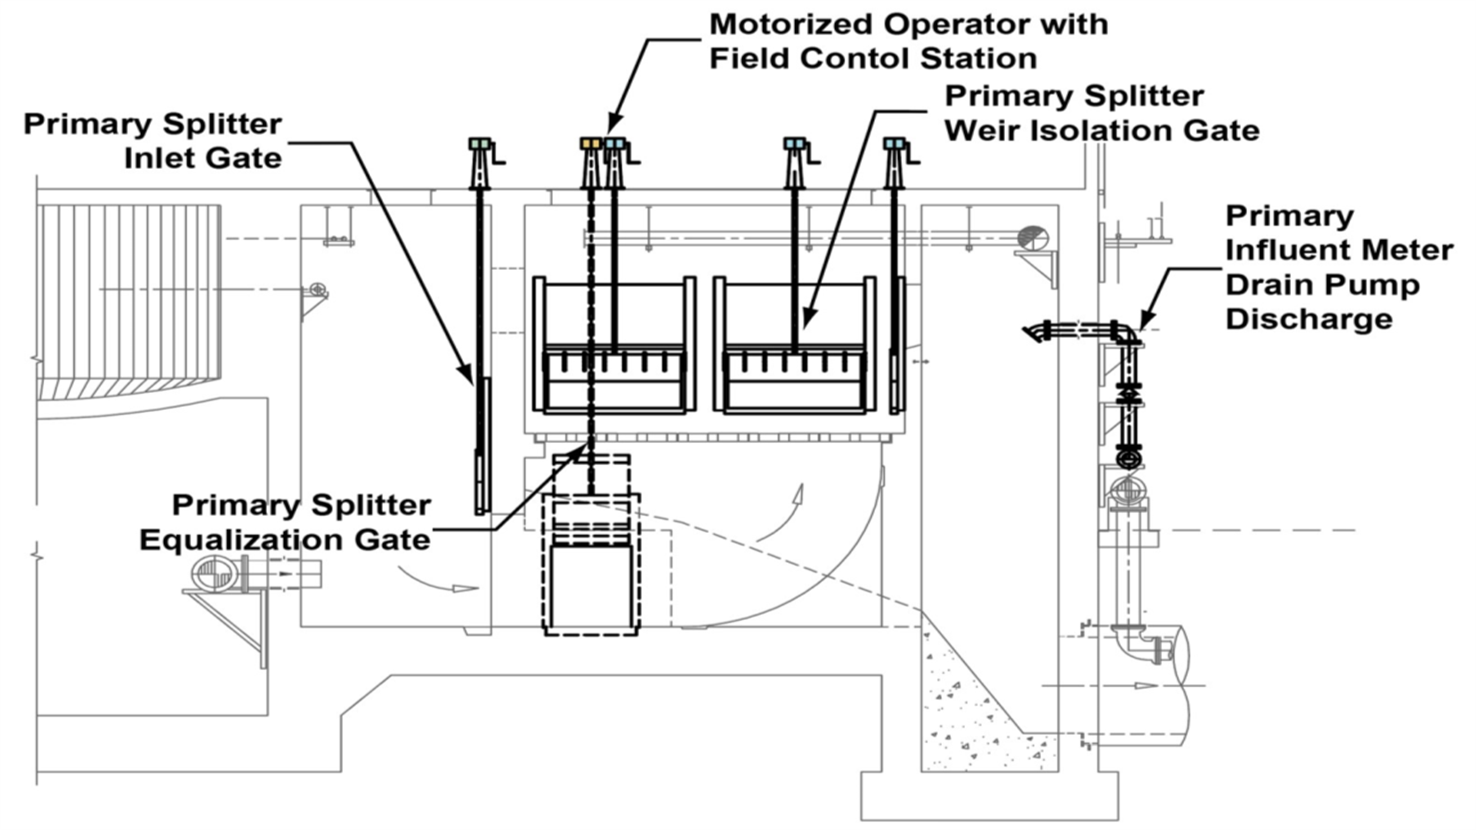 Motorized Operator with
Field Contol Station
Primary Splitter
Weir Isolation Gate
Primary Splitter
Inlet Gate
Primary
Influent Meter
Drain Pump
Discharge
Primary Splitter
Equalization Gate